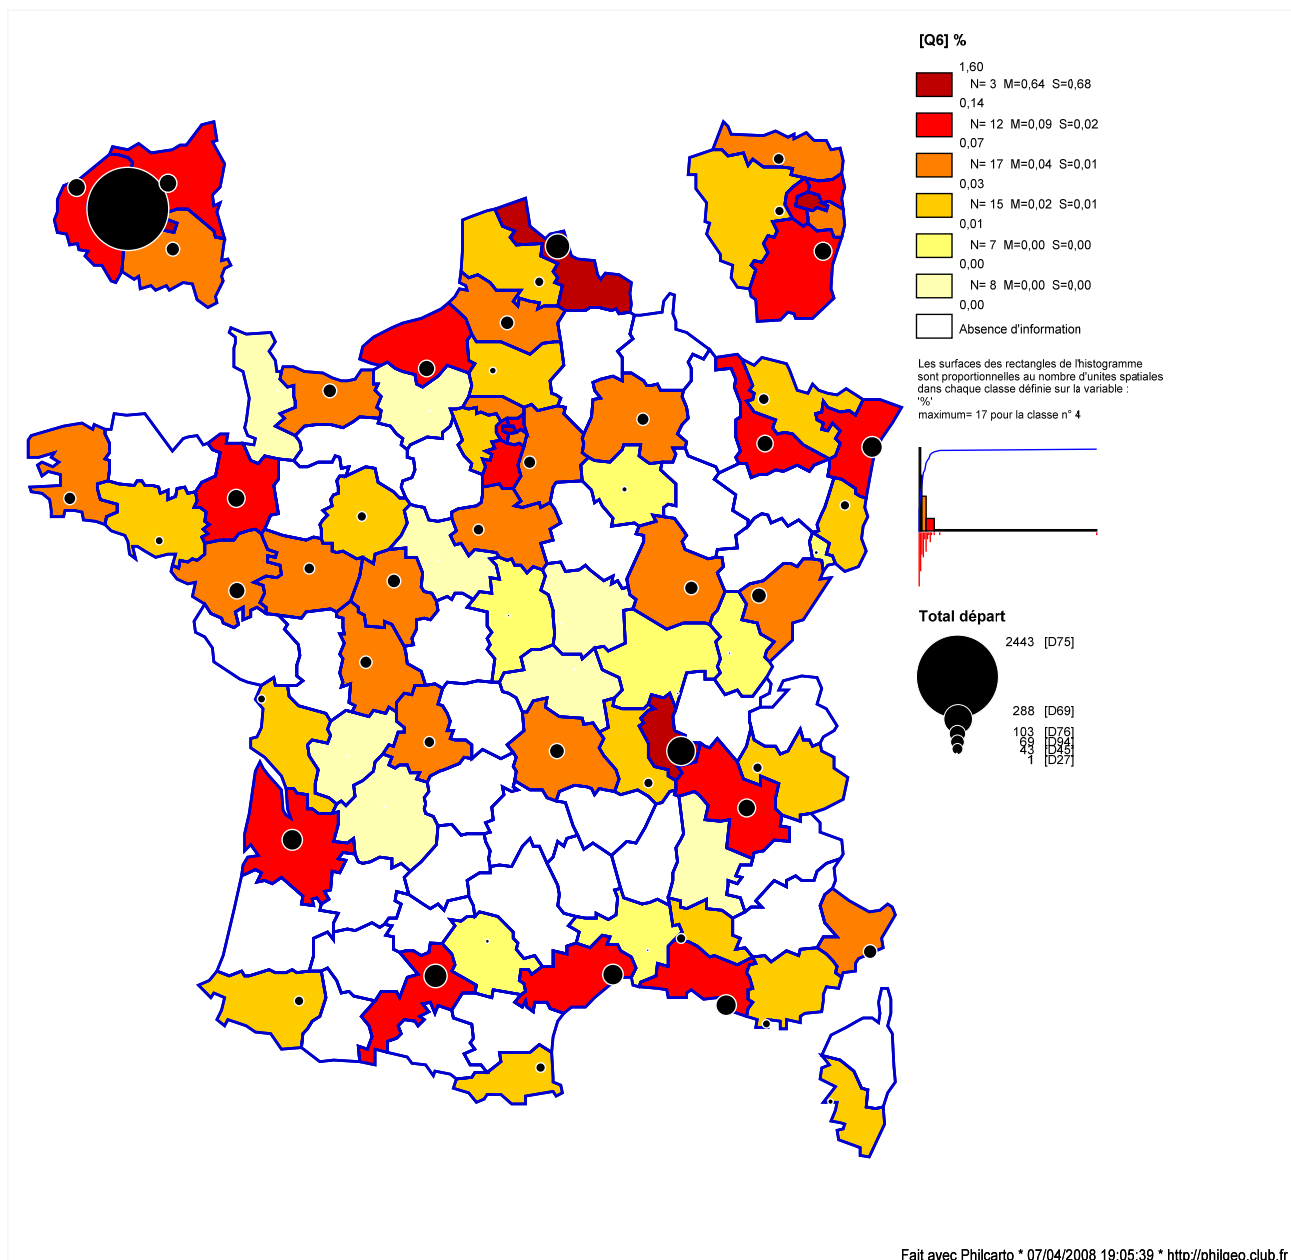 [Q6] %
1,60
N= 3 M=0,64 S=0,68
0,14
N= 12 M=0,09 S=0,02
0,07
N= 17 M=0,04 S=0,01
0,03
N= 15 M=0,02 S=0,01
0,01
N= 7 M=0,00 S=0,00
0,00
N= 8 M=0,00 S=0,00
0,00
Absence d'information
Les surfaces des rectangles de l'histogramme
sont proportionnelles au nombre d'unites spatiales
dans chaque classe définie sur la variable :
'%'
maximum= 17 pour la classe n° 4
Total départ
2443 [D75]
288 [D69]
103 [D76]
69 [D94]
43 [D45]
1 [D27]
Fait avec Philcarto * 07/04/2008 19:05:39 * http://philgeo.club.fr